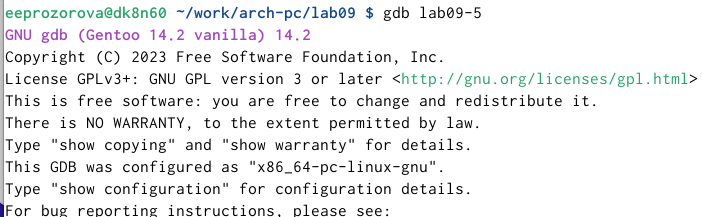 eeprozorova@dk8n60 ~/work/arch-pc/lab09 $ gdb lab09-5
GNU gdb (Gentoo 14.2 vanilla) 14.2
Copyright (C) 2023 Free Software Foundation, Inc.
License GPLv3+: GNU GPL version 3 or later <http://gnu.org/licenses/gpl.html>
This is free software: you are free to change and redistribute it.
There is NO WARRANTY, to the extent permitted by law.
Type "show copying" and "show warranty" for details.
This GDB was configured as "x86_64-pc-linux-gnu".
Type "show configuration" for configuration details.
For bug reporting instructions, please see: